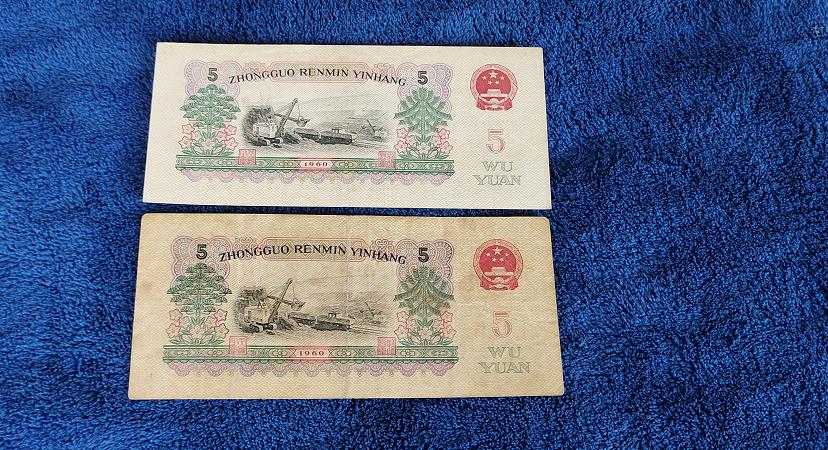 5 ZHONGGUO RENMIN YINHANG 5
5
WU
YUAN
1960
5 ZHONGGUO RENMIN YINHANG 5
5
WU
YUAN
1960